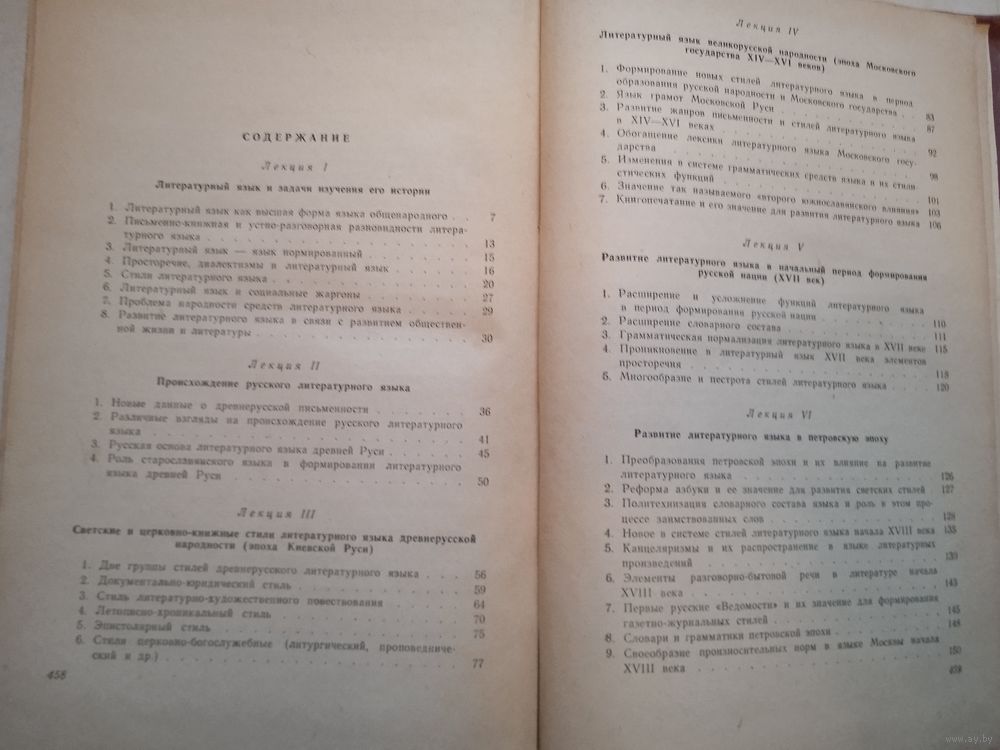 СОДЕРЖАНИЕ
Лекция I
Литературный язык и задачи изучения его истории
1. Литературный язык как высшая форма языка общенародного . . 7
2. Письменно-книжная и устно-разговорная разновидности литера-
турного языка . . . 13
3. Литературный язык — язык нормированный . . . 15
4. Просторечие, диалектизмы и литературный язык . . . 16
5. Стили литературного языка . . . 20
6. Литературный язык и социальные жаргоны . . . 27
7. Проблема народности средств литературного языка . . . 29
8. Развитие литературного языка в связи с развитием обществен-
ной жизни и литературы . . . 30
Лекция II
Происхождение русского литературного языка
1. Новые данные о древнерусской письменности . . . 36
2. Различные взгляды на происхождение русского литературного
языка . . . 41
3. Русская основа литературного языка древней Руси . . . 45
4. Роль старославянского языка в формировании литературного
языка древней Руси . . . 50
Лекция III
Светские и церковно-книжные стили литературного языка древнерусской
народности (эпоха Киевской Руси)
1. Две группы стилей древнерусского литературного языка . . . 56
2. Документально-юридический стиль . . . 59
3. Стиль литературно-художественного повествования . . . 64
4. Летописно-хроникальный стиль . . . 70
5. Эпистолярный стиль . . . 75
6. Стили церковно-богослужебные (литургический, проповедниче-
ский и др.) . . . 77
458
Лекция IV
Литературный язык великорусской народности (эпоха Московского
государства XIV—XVI веков)
1. Формирование новых стилей литературного языка в период
образования русской народности и Московского государства . . 83
2. Язык грамот Московской Руси . . . 87
3. Развитие жанров письменности и стилей литературного языка
в XIV—XVI веках . . . 92
4. Обогащение лексики литературного языка Московского госу-
дарства . . . 98
5. Изменения в системе грамматических средств языка и их стили-
стических функций . . . 101
6. Значение так называемого «второго южнославянского влияния» 103
7. Книгопечатание и его значение для развития литературного языка 106
Лекция V
Развитие литературного языка в начальный период формирования
русской нации (XVII век)
1. Расширение и усложнение функций литературного языка
в период формирования русской нации . . . 110
2. Расширение словарного состава . . . 111
3. Грамматическая нормализация литературного языка в XVII веке 115
4. Проникновение в литературный язык XVII века элементов
просторечия . . . 118
5. Многообразие и пестрота стилей литературного языка . . . 120
Лекция VI
Развитие литературного языка в петровскую эпоху
1. Преобразования петровской эпохи и их влияние на развитие
литературного языка . . . 126
2. Реформа азбуки и ее значение для развития светских стилей . 127
3. Политехнизация словарного состава языка и роль в этом про-
цессе заимствованных слов . . . 128
4. Новое в системе стилей литературного языка начала XVIII века 135
5. Канцеляризмы и их распространение в языке литературных
произведений . . . 139
6. Элементы разговорно-бытовой речи в литературе начала
XVIII века . . . 143
7. Первые русские «Ведомости» и их значение для формирования
газетно-журнальных стилей . . . 145
8. Словари и грамматики петровской эпохи . . . 148
9. Своеобразие произносительных норм в языке Москвы начала
XVIII века . . . 150
459
www.ay.by